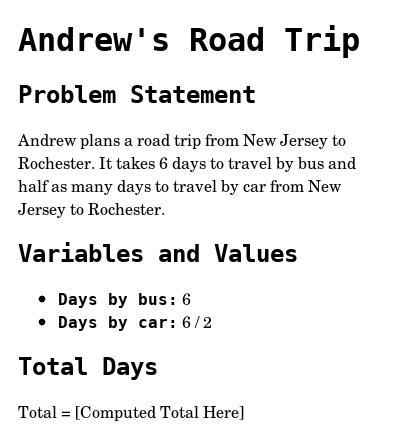 Andrew's Road Trip
Problem Statement
Andrew plans a road trip from New Jersey to
Rochester. It takes 6 days to travel by bus and
half as many days to travel by car from New
Jersey to Rochester.
Variables and Values
• Days by bus: 6
• Days by car: 6 / 2
Total Days
Total = [Computed Total Here]